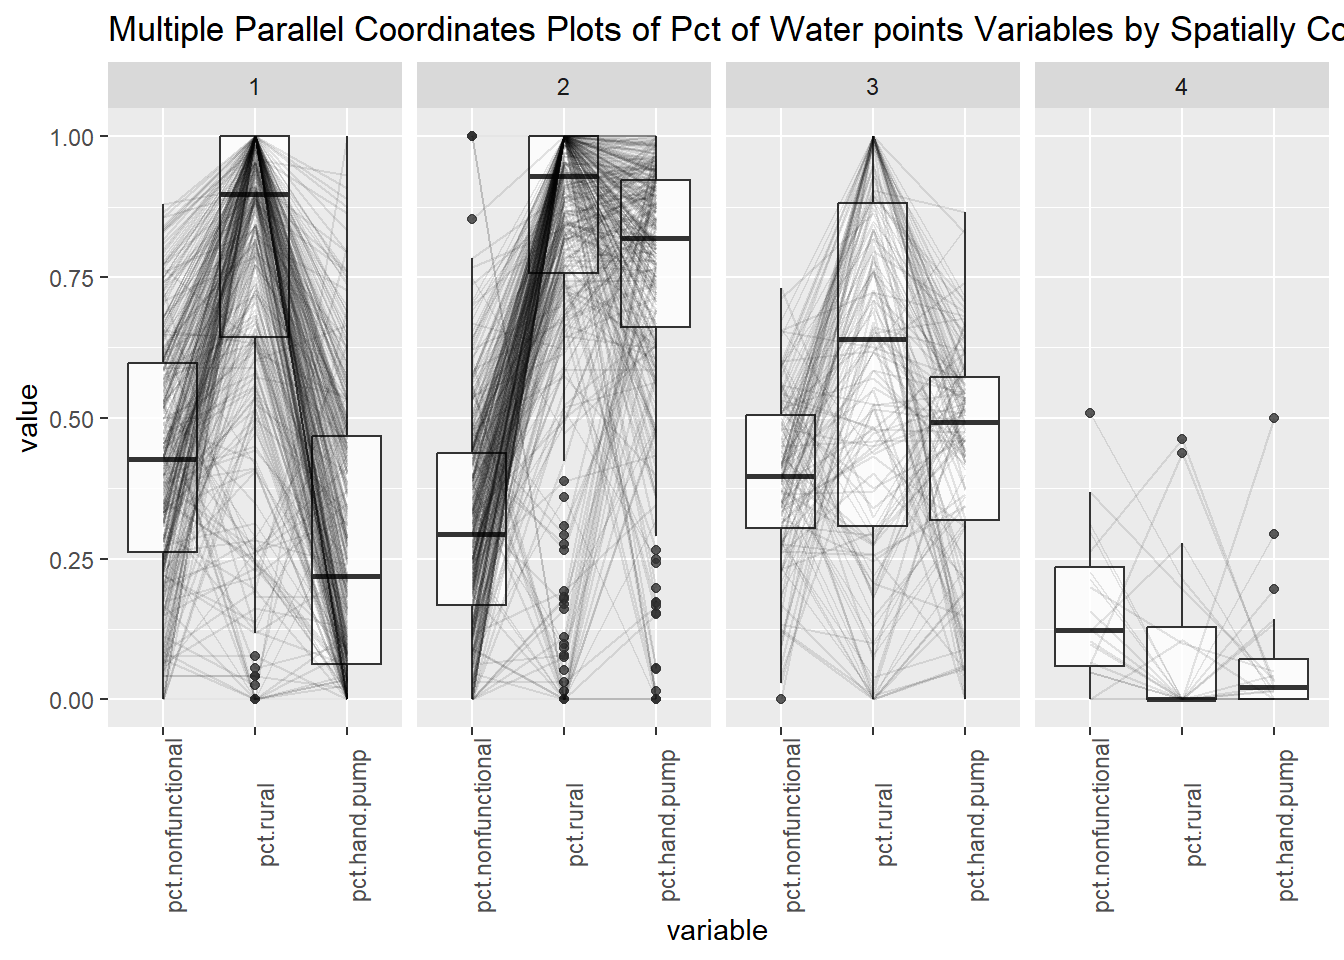 Multiple Parallel Coordinates Plots of Pct of Water points Variables by Spatially Co
1 2 3 4
1.00
0.75
0.50
0.25
0.00
value
pct.nonfunctional
pct.rural
pct.hand.pump
pct.nonfunctional
pct.rural
pct.hand.pump
pct.nonfunctional
pct.rural
pct.hand.pump
pct.nonfunctional
pct.rural
pct.hand.pump
variable